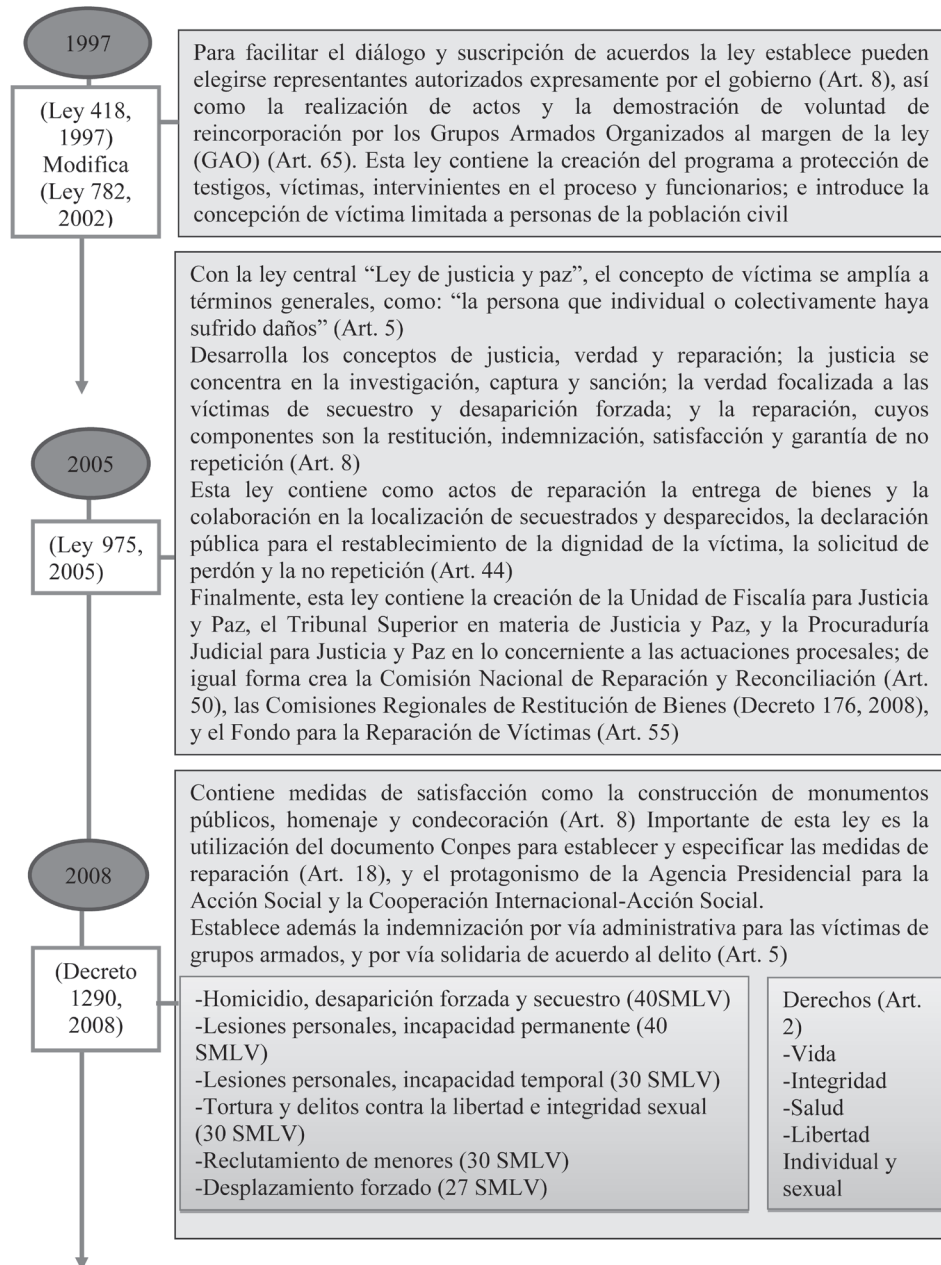 1997
(Ley 418,
1997)
Modifica
(Ley 782,
2002)
Para facilitar el diálogo y suscripción de acuerdos la ley establece pueden
elegirse representantes autorizados expresamente por el gobierno (Art. 8), así
como la realización de actos y la demostración de voluntad de
reincorporación por los Grupos Armados Organizados al margen de la ley
(GAO) (Art. 65). Esta ley contiene la creación del programa a protección de
testigos, víctimas, intervinientes en el proceso y funcionarios; e introduce la
concepción de víctima limitada a personas de la población civil
2005
(Ley 975,
2005)
Con la ley central “Ley de justicia y paz”, el concepto de víctima se amplía a
términos generales, como: “la persona que individual o colectivamente haya
sufrido daños” (Art. 5)
Desarrolla los conceptos de justicia, verdad y reparación; la justicia se
concentra en la investigación, captura y sanción; la verdad focalizada a las
víctimas de secuestro y desaparición forzada; y la reparación, cuyos
componentes son la restitución, indemnización, satisfacción y garantía de no
repetición (Art. 8)
Esta ley contiene como actos de reparación la entrega de bienes y la
colaboración en la localización de secuestrados y desparecidos, la declaración
pública para el restablecimiento de la dignidad de la víctima, la solicitud de
perdón y la no repetición (Art. 44)
Finalmente, esta ley contiene la creación de la Unidad de Fiscalía para Justicia
y Paz, el Tribunal Superior en materia de Justicia y Paz, y la Procuraduría
Judicial para Justicia y Paz en lo concerniente a las actuaciones procesales; de
igual forma crea la Comisión Nacional de Reparación y Reconciliación (Art.
50), las Comisiones Regionales de Restitución de Bienes (Decreto 176, 2008),
y el Fondo para la Reparación de Víctimas (Art. 55)
2008
(Decreto
1290,
2008)
Contiene medidas de satisfacción como la construcción de monumentos
públicos, homenaje y condecoración (Art. 8) Importante de esta ley es la
utilización del documento Conpes para establecer y especificar las medidas de
reparación (Art. 18), y el protagonismo de la Agencia Presidencial para la
Acción Social y la Cooperación Internacional-Acción Social.
Establece además la indemnización por vía administrativa para las víctimas de
grupos armados, y por vía solidaria de acuerdo al delito (Art. 5)
-Homicidio, desaparición forzada y secuestro (40SMLV)
-Lesiones personales, incapacidad permanente (40
SMLV)
-Lesiones personales, incapacidad temporal (30 SMLV)
-Tortura y delitos contra la libertad e integridad sexual
(30 SMLV)
-Reclutamiento de menores (30 SMLV)
-Desplazamiento forzado (27 SMLV)
Derechos (Art.
2)
-Vida
-Integridad
-Salud
-Libertad
Individual y
sexual